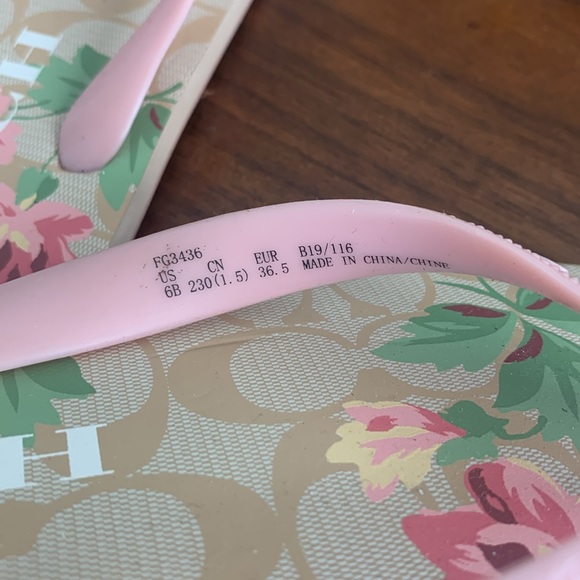 FG3436
US CN EUR B19/116
6B 230(1.5) 36.5 MADE IN CHINA/CHINE
H
H